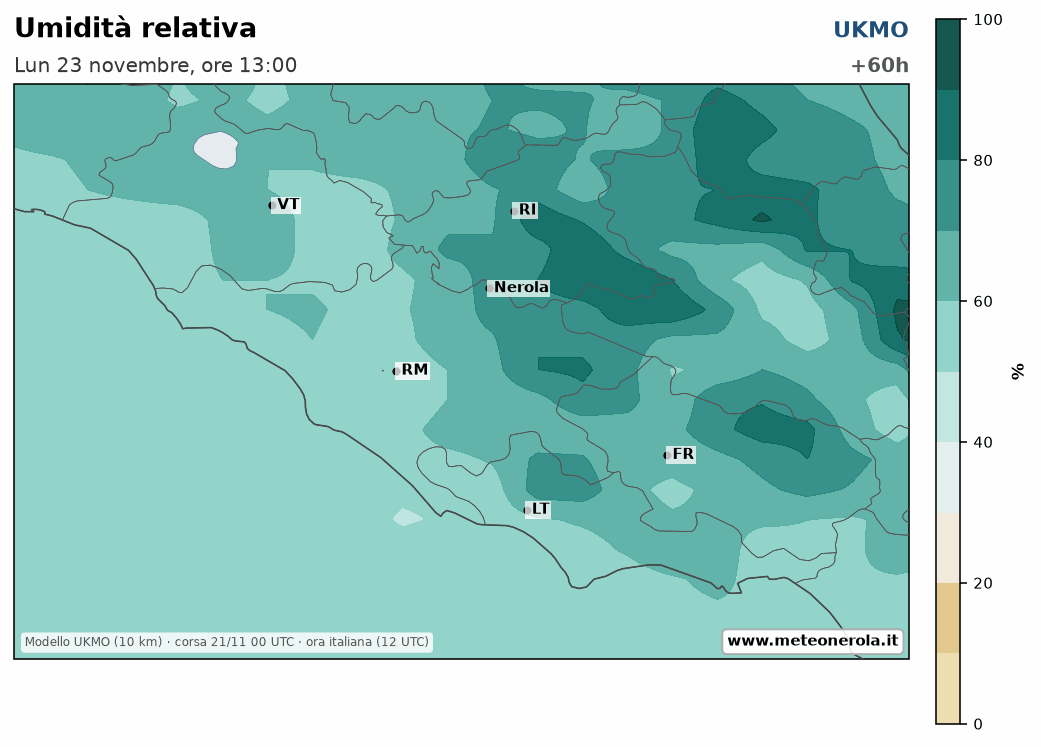 Umidità relativa
UKMO
Lun 23 novembre, ore 13:00
+60h
100
80
60
40
20
0
%
VT
RI
Nerola
RM
FR
LT
Modello UKMO (10 km) · corsa 21/11 00 UTC · ora italiana (12 UTC)
www.meteonerola.it